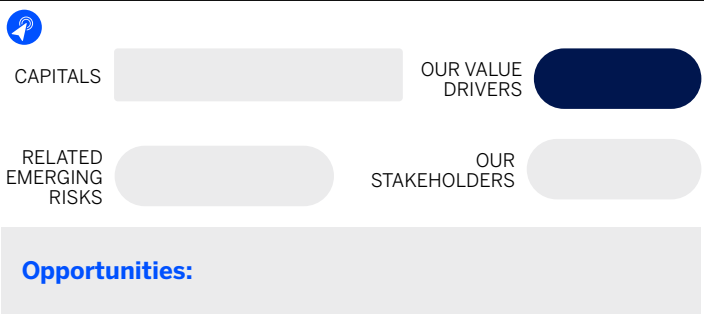 CAPITALS
OUR VALUE
DRIVERS
RELATED
EMERGING
RISKS
OUR
STAKEHOLDERS
Opportunities: